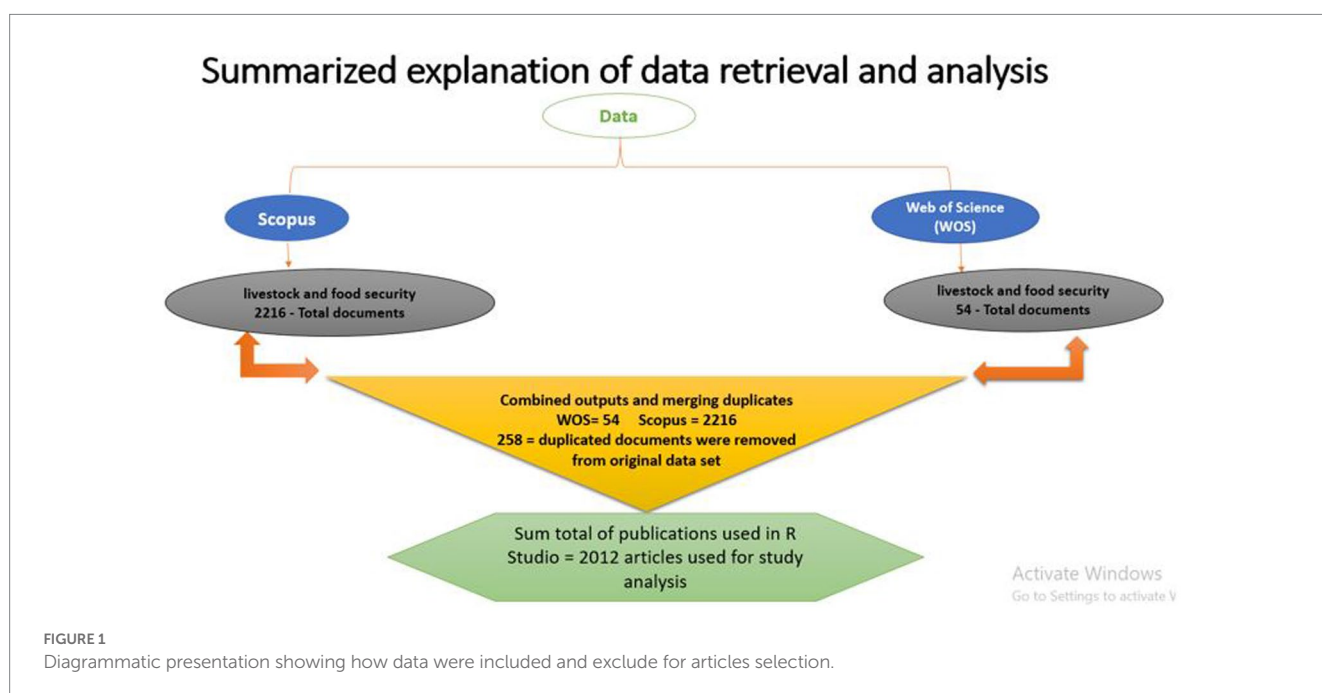 Summarized explanation of data retrieval and analysis
Data
Scopus
Web of Science
(WOS)
livestock and food security
2216 - Total documents
livestock and food security
54 - Total documents
Combined outputs and merging duplicates
WOS= 54 Scopus = 2216
258 = duplicated documents were removed
from original data set
Sum total of publications used in R
Studio = 2012 articles used for study
analysis
Activate Windows
Go to Settings to activate
FIGURE 1
Diagrammatic presentation showing how data were included and exclude for articles selection.